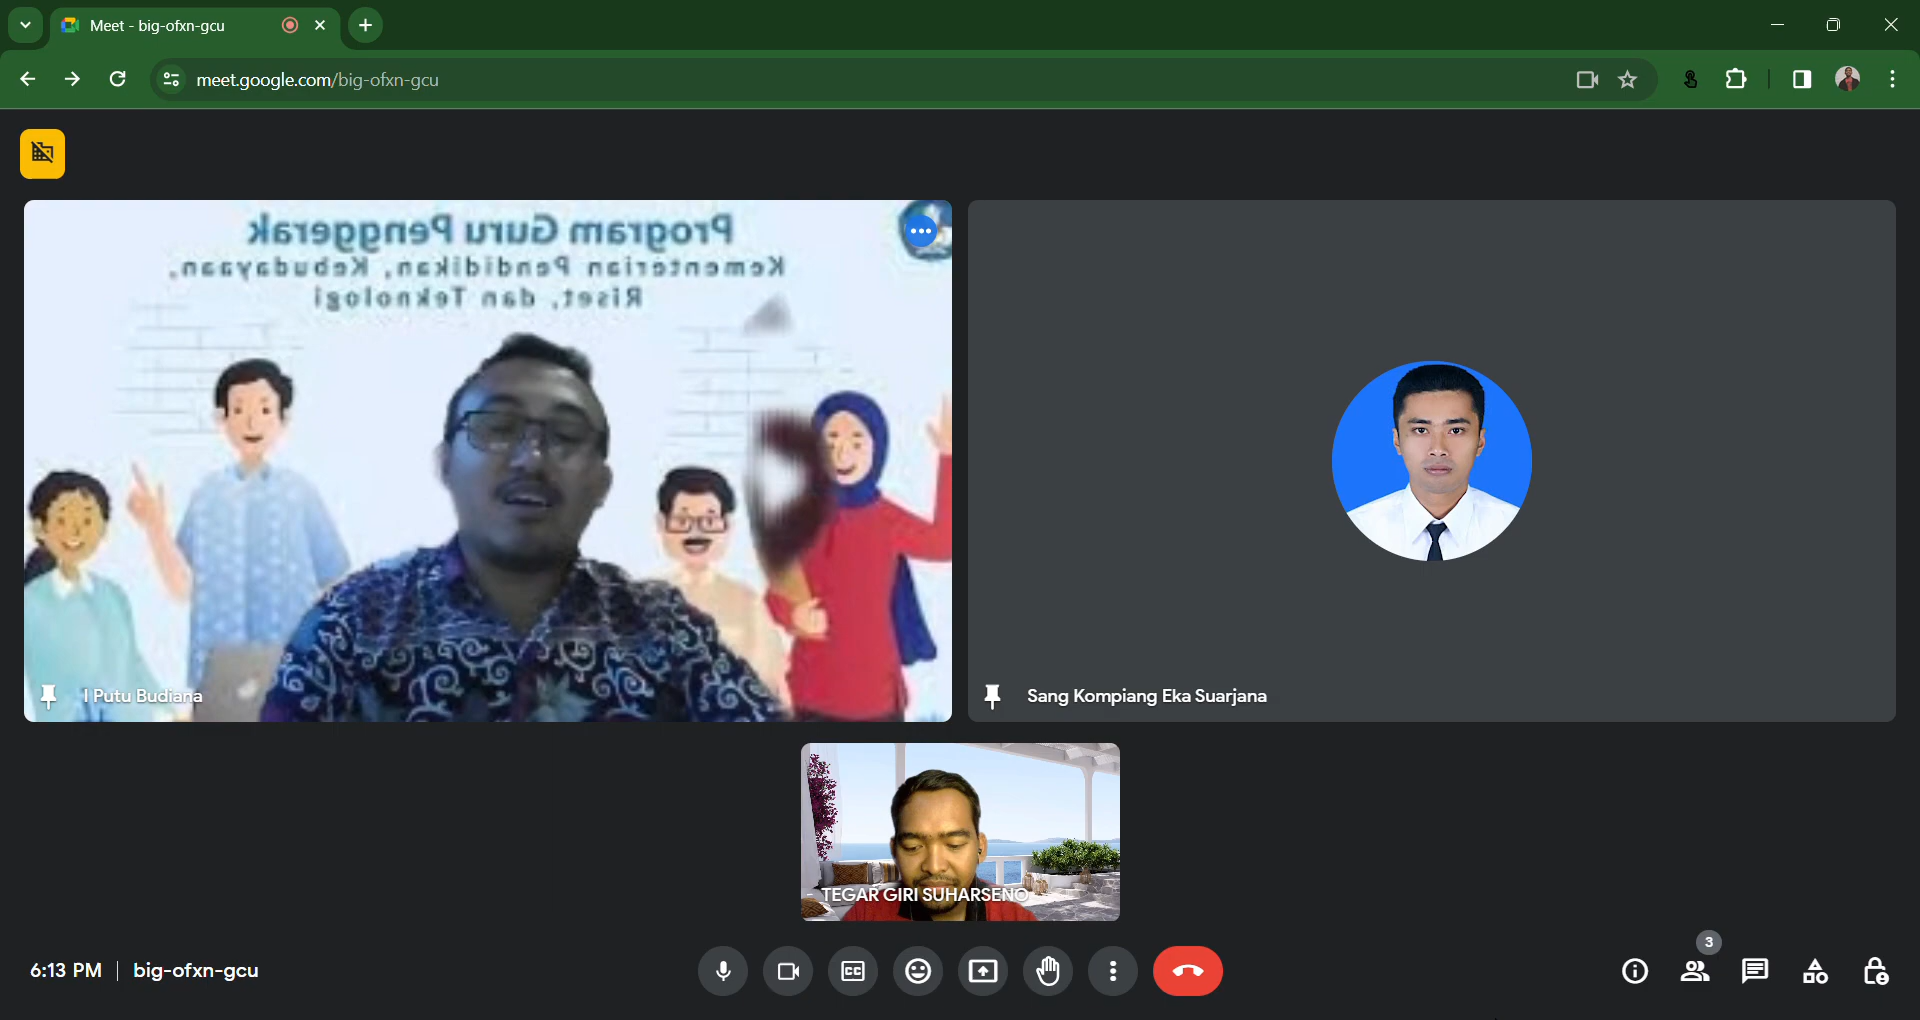 Meet - big-ofxn-gcu
meet.google.com/big-ofxn-gcu
Program Guru Penggerak
Kementerian Pendidikan, Kebudayaan,
Riset, dan Teknologi
I Putu Budiana
Sang Kompiang Eka Suarjana
TEGAR GIRI SUHARSENO
6:13 PM
big-ofxn-gcu
CC
3